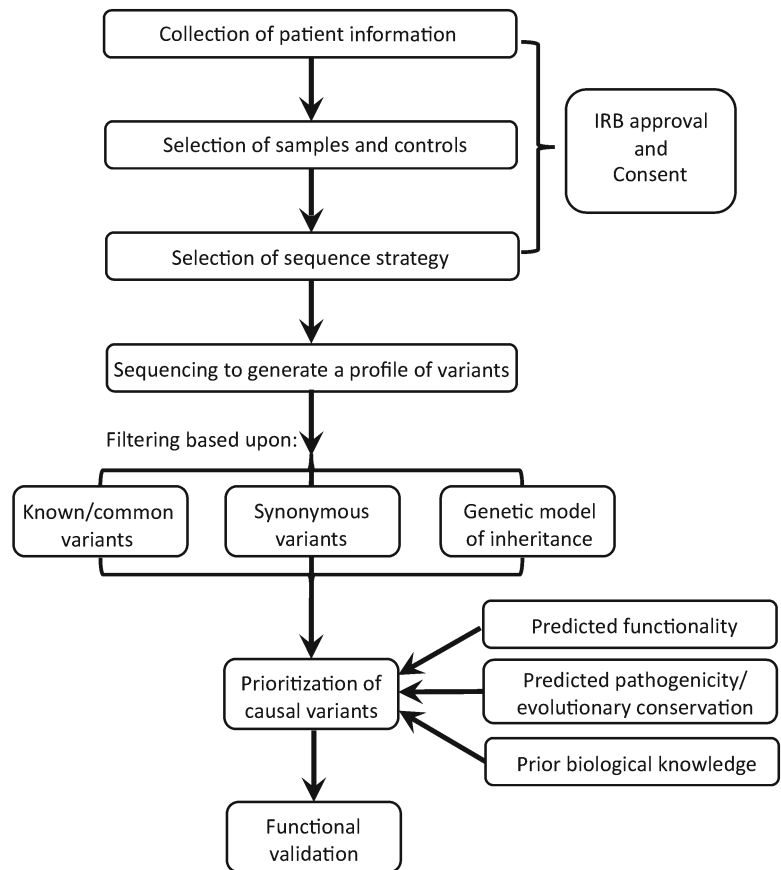 Collection of patient information
IRB approval
and
Consent
Selection of samples and controls
Selection of sequence strategy
Sequencing to generate a profile of variants
Filtering based upon:
Known/common
variants
Synonymous
variants
Genetic model
of inheritance
Predicted functionality
Prioritization of
causal variants
Predicted pathogenicity/
evolutionary conservation
Prior biological knowledge
Functional
validation